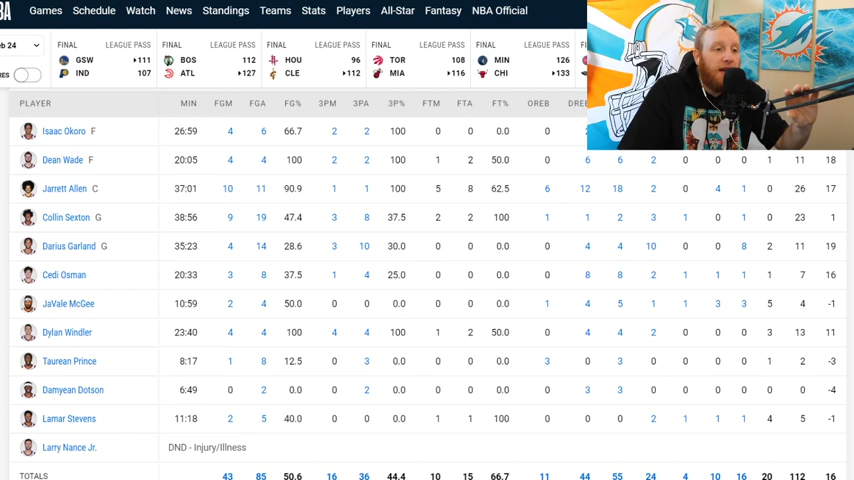 BA Games Schedule Watch News Standings Teams Stats Players All-Star Fantasy NBA Official
eb 24 FINAL LEAGUE PASS FINAL LEAGUE PASS FINAL LEAGUE PASS FINAL LEAGUE PASS FINAL LEAGUE PASS FINAL
GSW 111 BOS 112 HOU 96 TOR 108 MIN 126
RES IND 107 ATL 127 CLE 112 MIA 116 CHI 133
PLAYER MIN FGM FGA FG% 3PM 3PA 3P% FTM FTA FT% OREB DREB
Isaac Okoro F 26:59 4 6 66.7 2 2 100 0 0 0.0 0
Dean Wade F 20:05 4 4 100 2 2 100 1 2 50.0 0 6 6 2 0 0 0 1 11 18
Jarrett Allen C 37:01 10 11 90.9 1 1 100 5 8 62.5 6 12 18 2 0 4 1 0 26 17
Collin Sexton G 38:56 9 19 47.4 3 8 37.5 2 2 100 1 1 2 3 1 0 1 0 23 1
Darius Garland G 35:23 4 14 28.6 3 10 30.0 0 0 0.0 0 4 4 10 0 0 8 2 11 19
Cedi Osman 20:33 3 8 37.5 1 4 25.0 0 0 0.0 0 8 8 2 1 1 1 1 7 16
JaVale McGee 10:59 2 4 50.0 0 0 0.0 0 0 0.0 1 4 5 1 1 3 3 5 4 -1
Dylan Windler 23:40 4 4 100 4 4 100 1 2 50.0 0 4 4 2 0 0 0 3 13 11
Taurean Prince 8:17 1 8 12.5 0 3 0.0 0 0 0.0 3 0 3 0 0 0 0 1 2 -3
Damyean Dotson 6:49 0 2 0.0 0 2 0.0 0 0 0.0 0 3 3 0 0 0 0 0 0 -4
Lamar Stevens 11:18 2 5 40.0 0 0 0.0 1 1 100 0 0 0 2 1 1 1 4 5 -1
Larry Nance Jr. DND - Injury/Illness
TOTALS 43 85 50.6 16 36 44.4 10 15 66.7 11 44 55 24 4 10 16 20 112 16